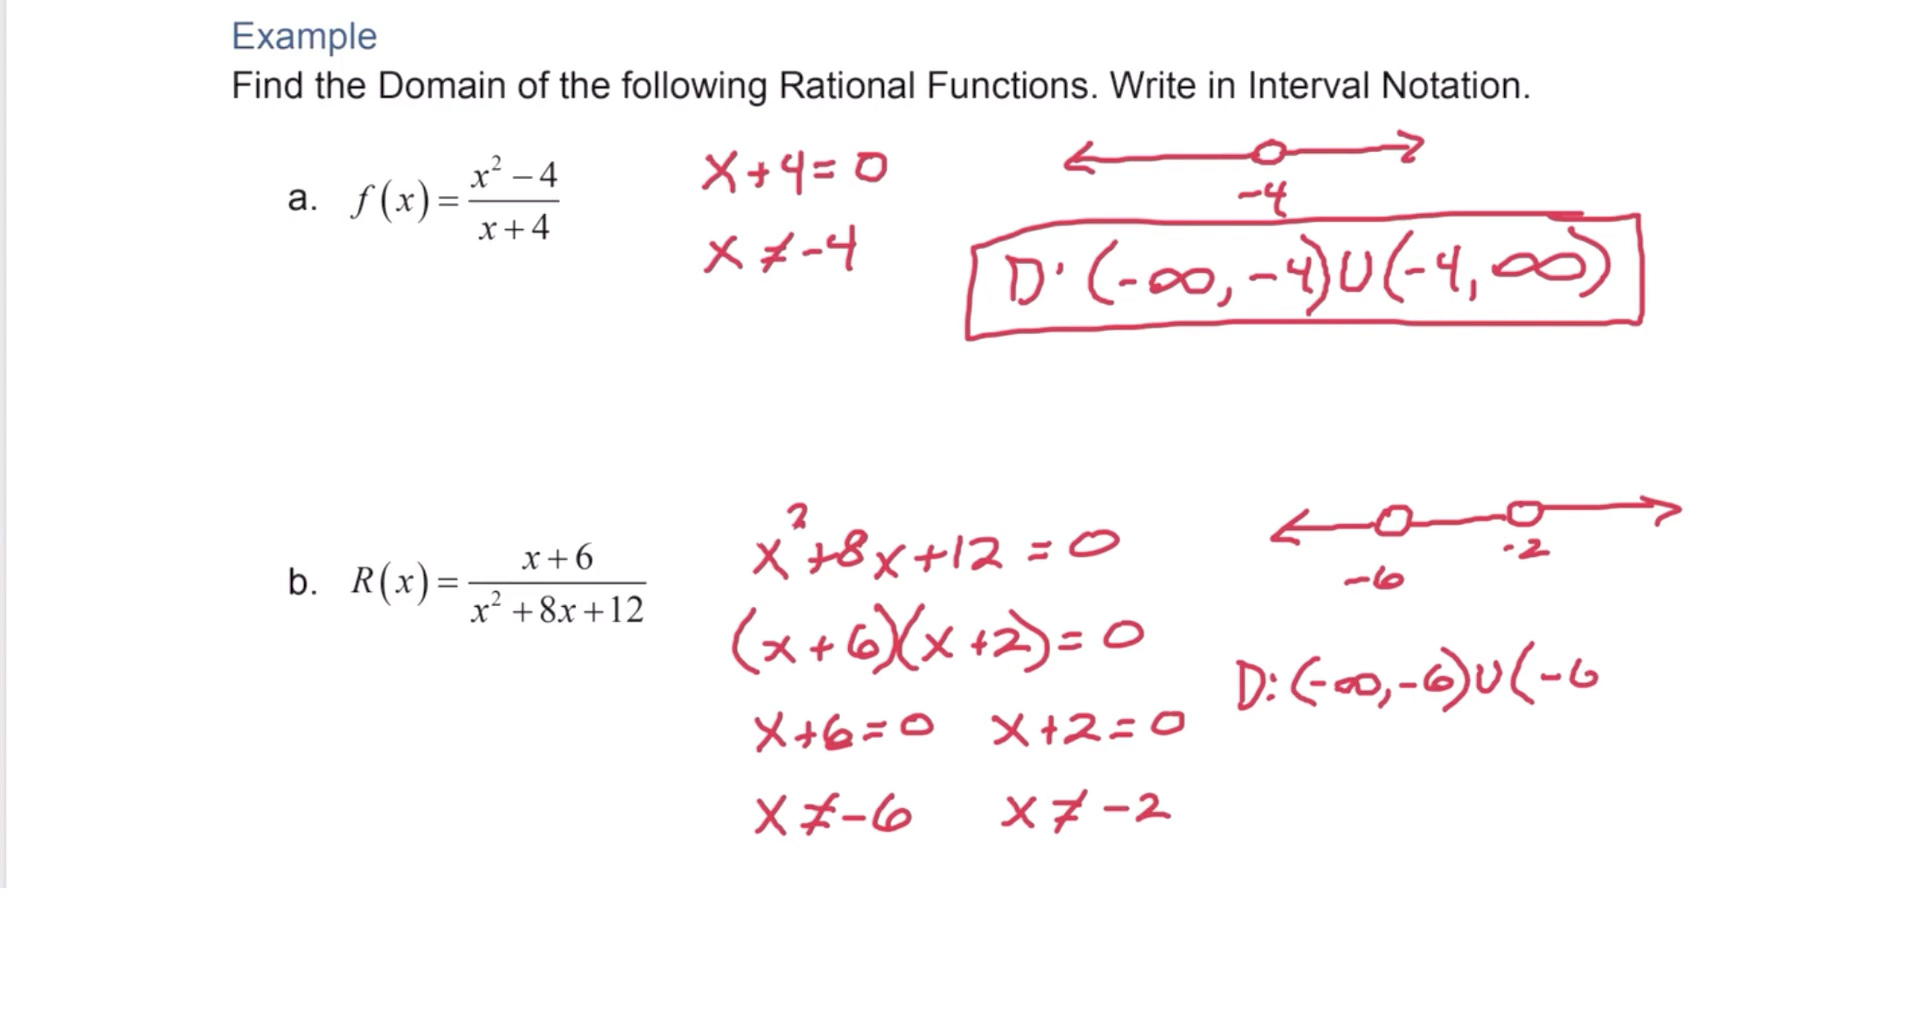 Example
Find the Domain of the following Rational Functions. Write in Interval Notation.
a. f(x) = (x² − 4)/(x + 4)
x + 4 = 0
x ≠ -4
-4
D: (-∞, -4) ∪ (-4, ∞)
b. R(x) = (x + 6)/(x² + 8x + 12)
x² + 8x + 12 = 0
(x + 6)(x + 2) = 0
x + 6 = 0 x + 2 = 0
x ≠ -6 x ≠ -2
-6 -2
D: (-∞, -6) ∪ (-6